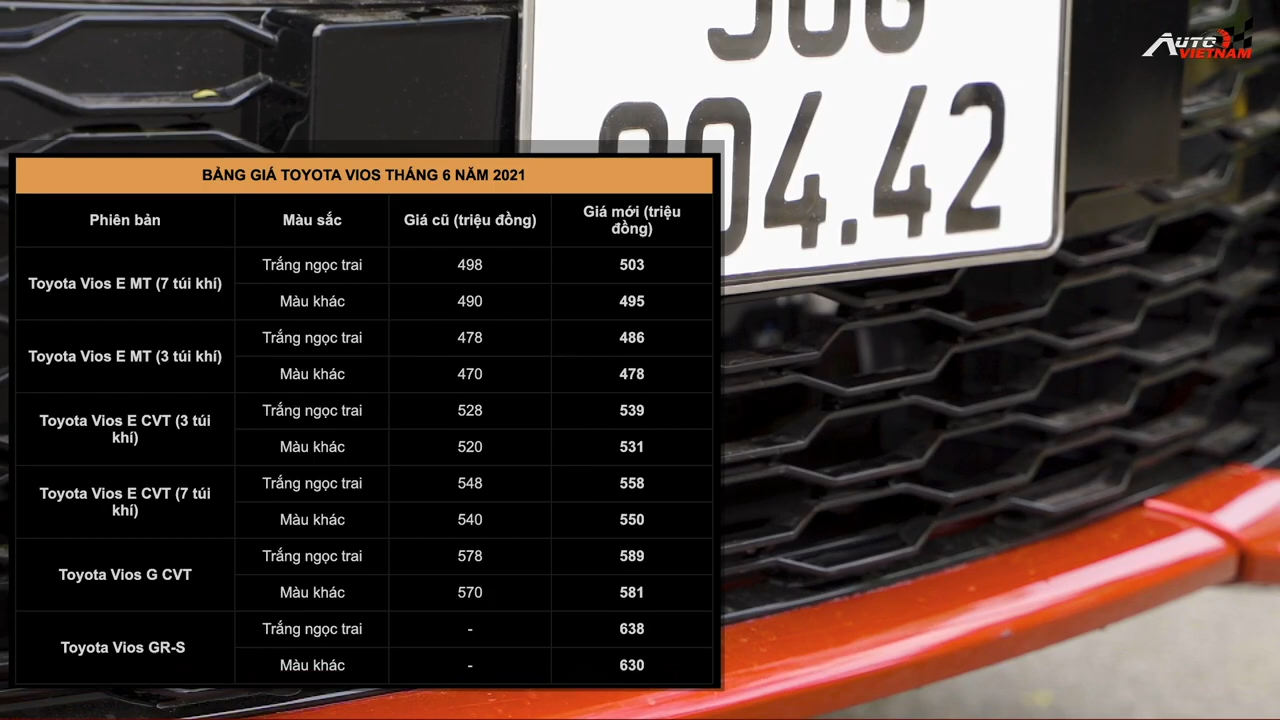 004.42
AUTO
VIETNAM
BẢNG GIÁ TOYOTA VIOS THÁNG 6 NĂM 2021
Phiên bản Màu sắc Giá cũ (triệu đồng) Giá mới (triệu
đồng)
Toyota Vios E MT (7 túi khí) Trắng ngọc trai 498 503
Màu khác 490 495
Toyota Vios E MT (3 túi khí) Trắng ngọc trai 478 486
Màu khác 470 478
Toyota Vios E CVT (3 túi
khí) Trắng ngọc trai 528 539
Màu khác 520 531
Toyota Vios E CVT (7 túi
khí) Trắng ngọc trai 548 558
Màu khác 540 550
Toyota Vios G CVT Trắng ngọc trai 578 589
Màu khác 570 581
Toyota Vios GR-S Trắng ngọc trai - 638
Màu khác - 630